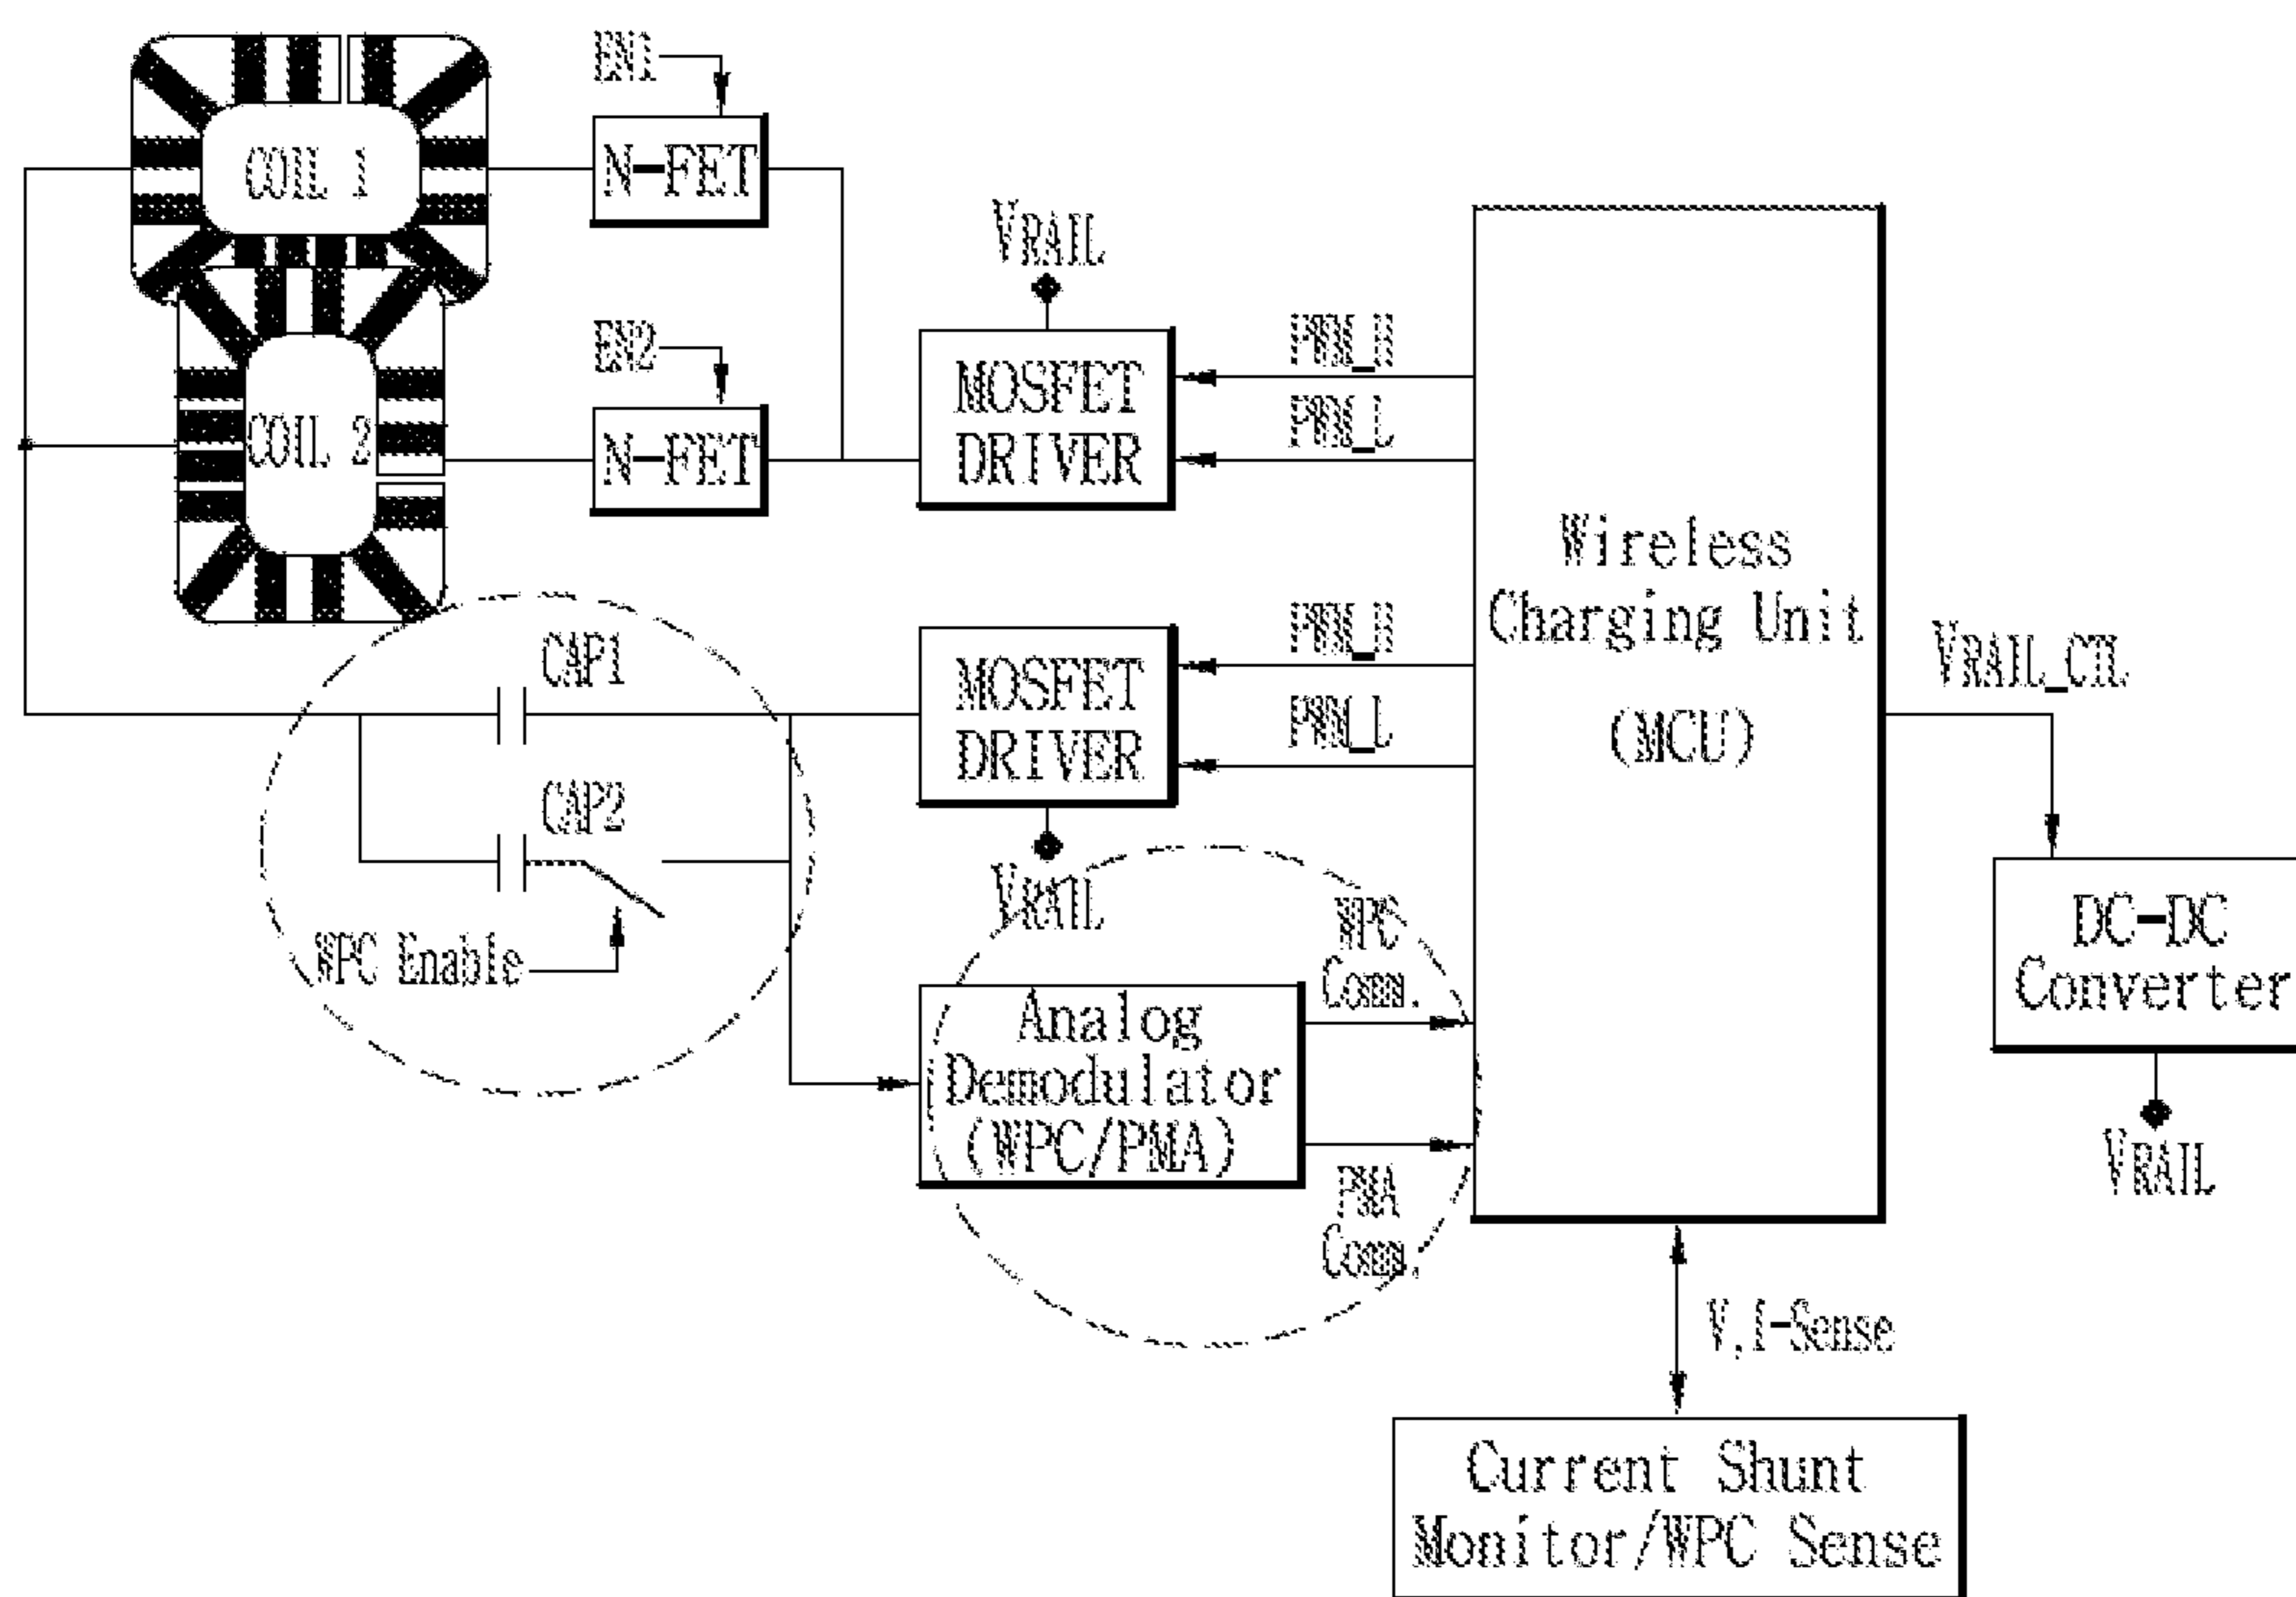 EN1
COIL 1
N-FET
VRAIL
EN2
PWM_H
MOSFET
DRIVER
PWM_L
COIL 2
N-FET
Wireless
Charging Unit
(MCU)
CAP1
PWM_H
MOSFET
DRIVER
PWM_L
VRAIL_CTL
CAP2
VRAIL
WPC Enable
WPC
Comm.
DC-DC
Converter
Analog
Demodulator
(WPC/PMA)
PMA
Comm.
VRAIL
V,I-Sense
Current Shunt
Monitor/WPC Sense